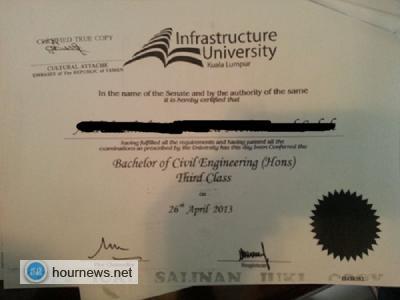 CERTIFIED TRUE COPY
CULTURAL ATTACHE
EMBASSY of The REPUBLIC of YEMEN
Infrastructure
University
Kuala Lumpur
In the name of the Senate and by the authority of the same
it is hereby certified that
having fulfilled all the requirements and having passed all the
examinations as prescribed by the University has this day been Conferred the
Bachelor of Civil Engineering (Hons)
Third Class
on
26th April 2013
Registrar
SALINAN
COPY
hournews.net